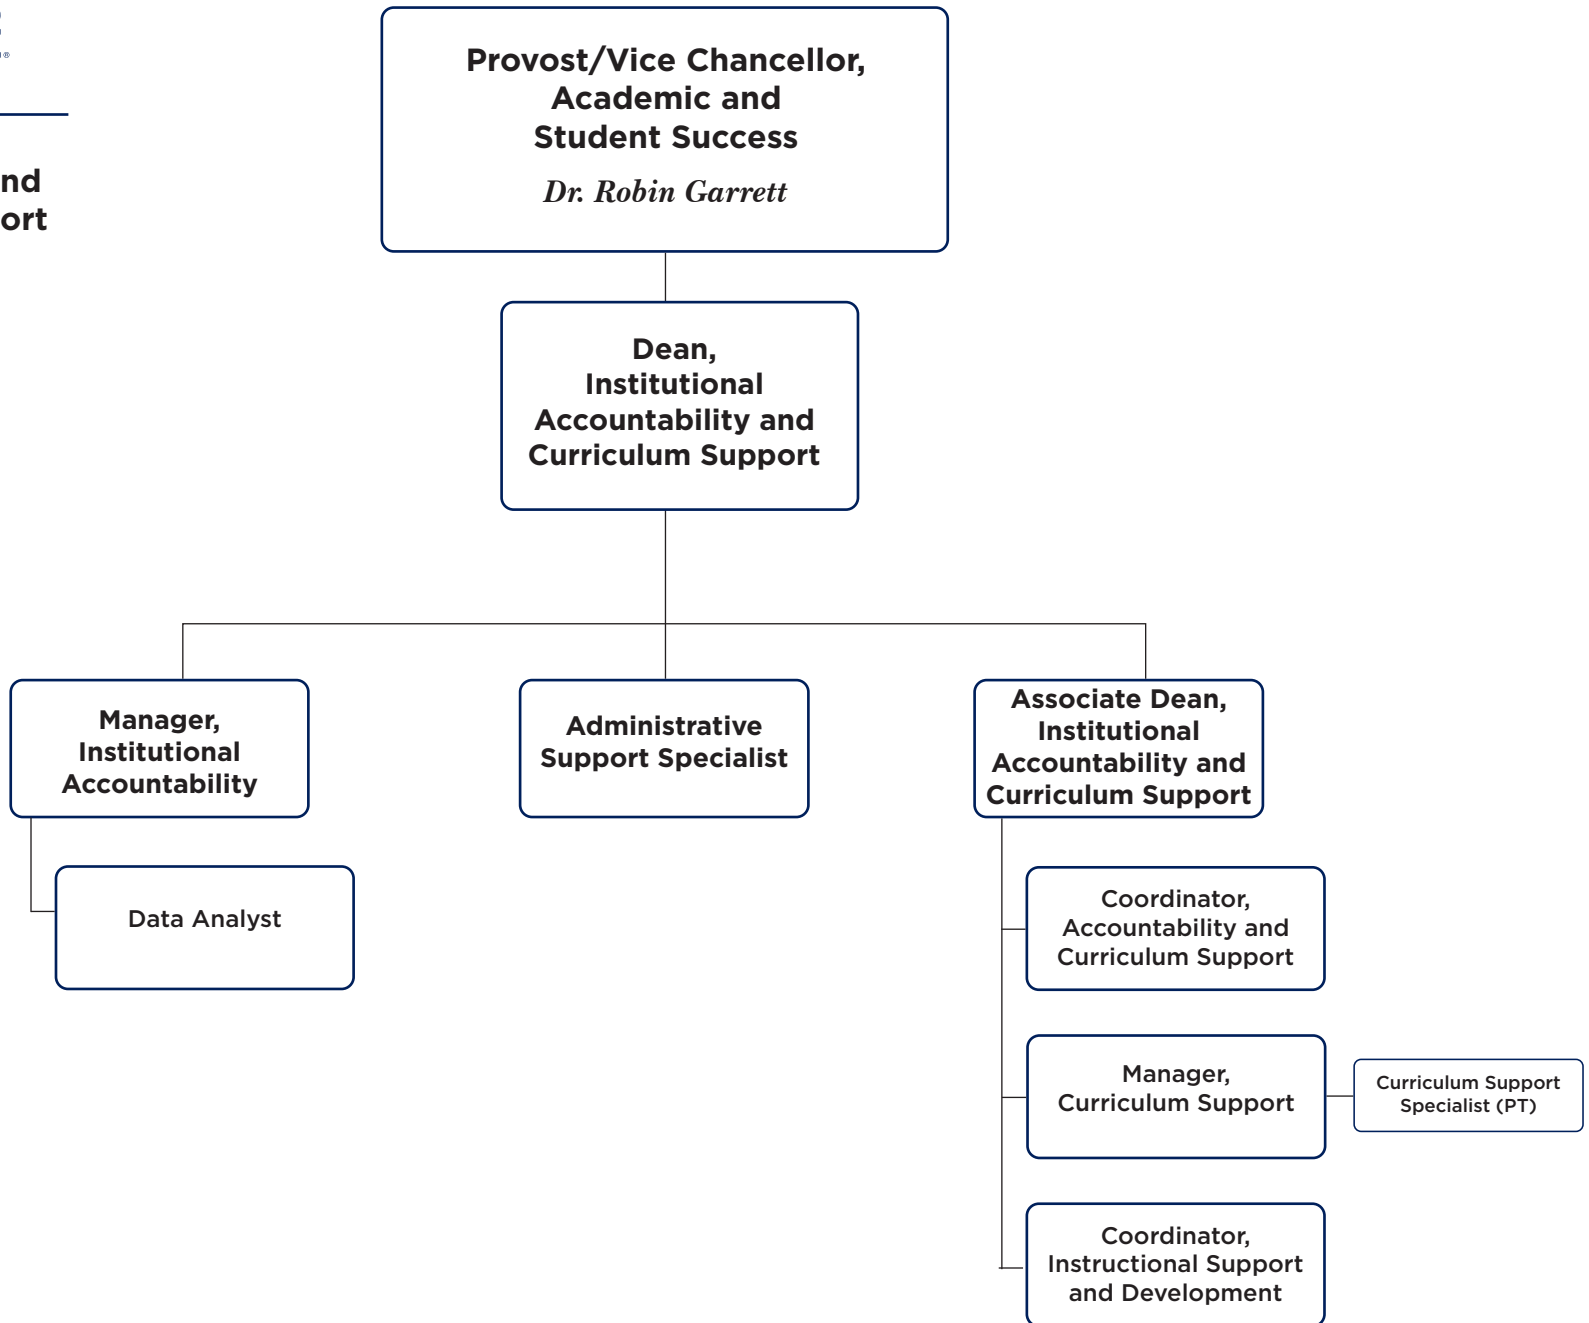 nd
ort
Provost/Vice Chancellor,
Academic and
Student Success
Dr. Robin Garrett
Dean,
Institutional
Accountability and
Curriculum Support
Manager,
Institutional
Accountability
Administrative
Support Specialist
Associate Dean,
Institutional
Accountability and
Curriculum Support
Data Analyst
Coordinator,
Accountability and
Curriculum Support
Manager,
Curriculum Support
Curriculum Support
Specialist (PT)
Coordinator,
Instructional Support
and Development